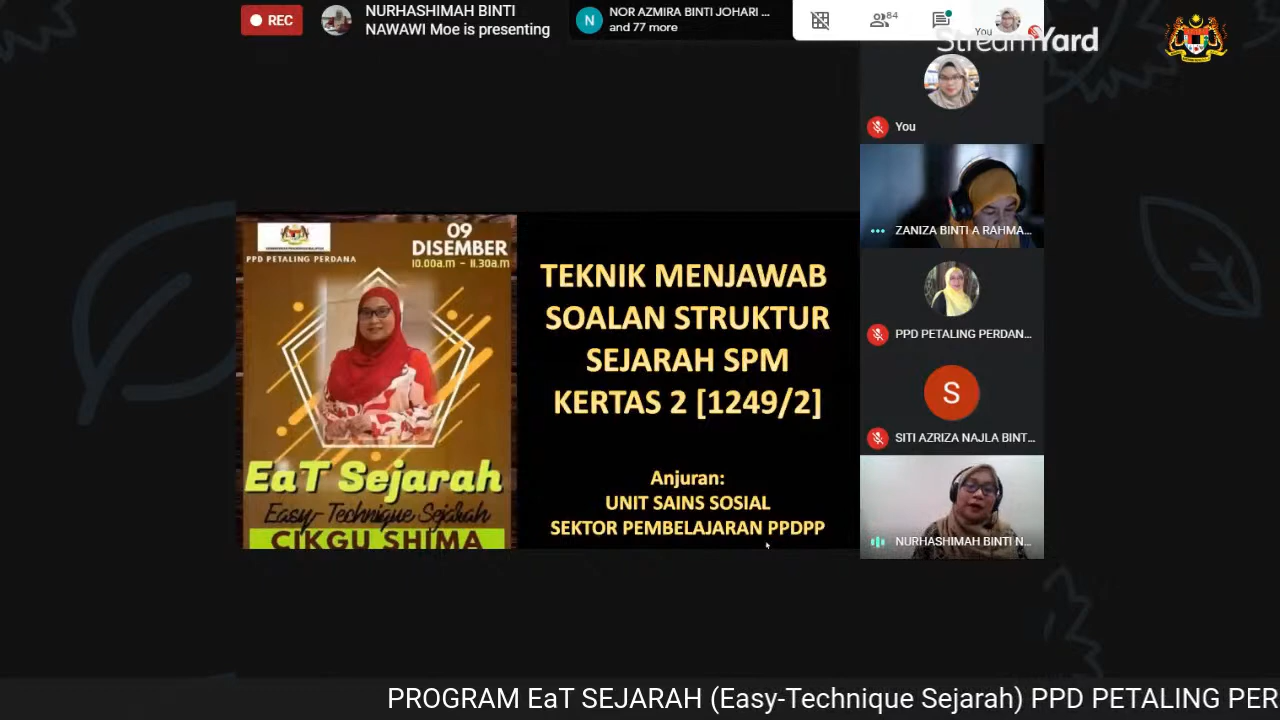 REC
NURHASHIMAH BINTI
NAWAWI Moe is presenting
N
NOR AZMIRA BINTI JOHARI ...
and 77 more
84
You
StreamYard
You
ZANIZA BINTI A RAHMA...
PPD PETALING PERDAN...
S
SITI AZRIZA NAJLA BINT...
NURHASHIMAH BINTI N...
PPD PETALING PERDANA
09
DISEMBER
10.00a.m - 11.30a.m
EaT Sejarah
Easy-Technique Sejarah
CIKGU SHIMA
TEKNIK MENJAWAB
SOALAN STRUKTUR
SEJARAH SPM
KERTAS 2 [1249/2]
Anjuran:
UNIT SAINS SOSIAL
SEKTOR PEMBELAJARAN PPDPP
PROGRAM EaT SEJARAH (Easy-Technique Sejarah) PPD PETALING PER